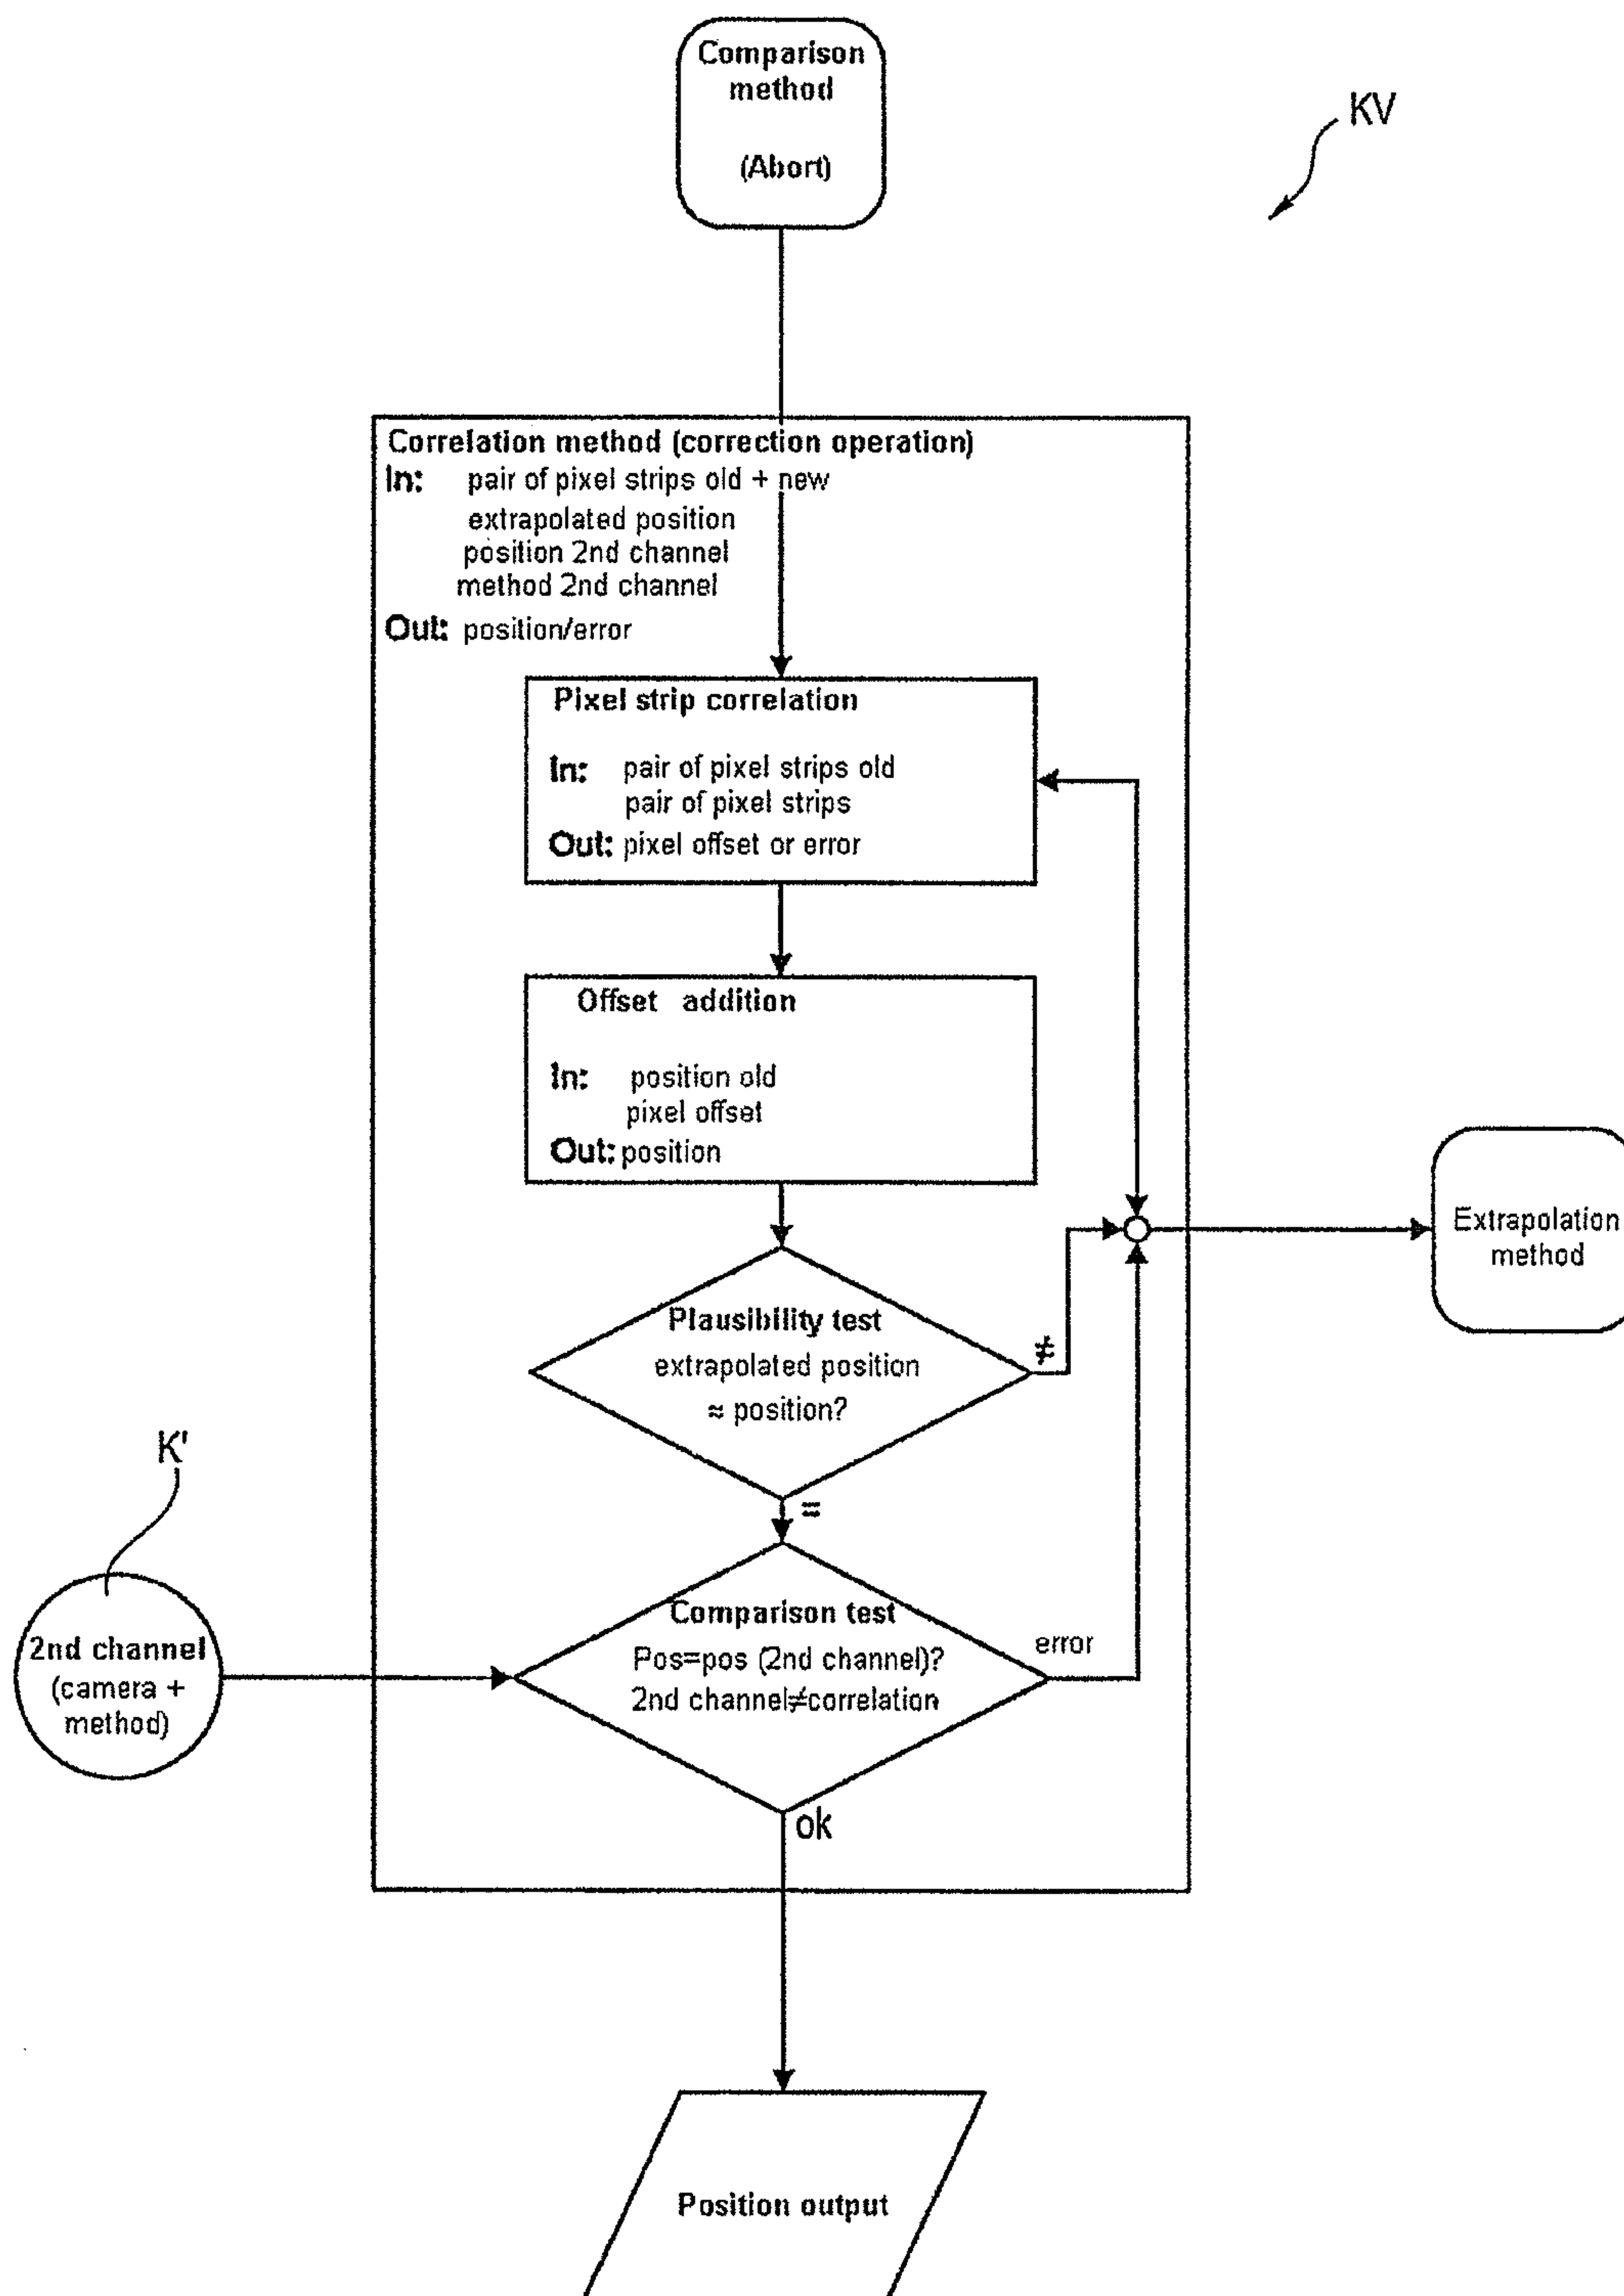 Comparison
method
(Abort)
KV
Correlation method (correction operation)
In: pair of pixel strips old + new
extrapolated position
position 2nd channel
method 2nd channel
Out: position/error
Pixel strip correlation
In: pair of pixel strips old
pair of pixel strips
Out: pixel offset or error
Offset addition
In: position old
pixel offset
Out: position
Extrapolation
method
Plausibility test
extrapolated position
≈ position?
≠
=
K'
2nd channel
(camera +
method)
Comparison test
Pos=pos (2nd channel)?
2nd channel≠correlation
error
ok
Position output